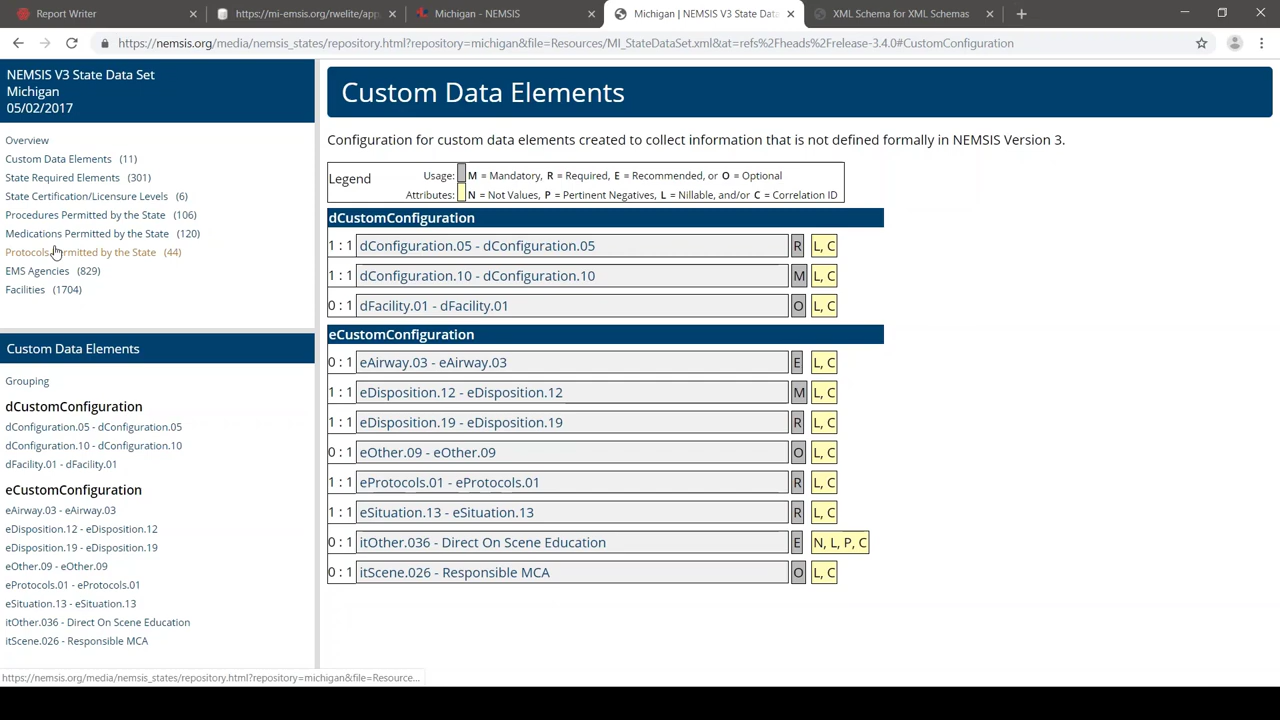 Report Writer
https://mi-emsis.org/rwelite/app
Michigan - NEMSIS
Michigan | NEMSIS V3 State Dat
XML Schema for XML Schemas
https://nemsis.org/media/nemsis_states/repository.html?repository=michigan&file=Resources/MI_StateDataSet.xml&at=refs%2Fheads%2Frelease-3.4.0#CustomConfiguration
NEMSIS V3 State Data Set
Michigan
05/02/2017
Overview
Custom Data Elements (11)
State Required Elements (301)
State Certification/Licensure Levels (6)
Procedures Permitted by the State (106)
Medications Permitted by the State (120)
Protocols Permitted by the State (44)
EMS Agencies (829)
Facilities (1704)
Custom Data Elements
Grouping
dCustomConfiguration
dConfiguration.05 - dConfiguration.05
dConfiguration.10 - dConfiguration.10
dFacility.01 - dFacility.01
eCustomConfiguration
eAirway.03 - eAirway.03
eDisposition.12 - eDisposition.12
eDisposition.19 - eDisposition.19
eOther.09 - eOther.09
eProtocols.01 - eProtocols.01
eSituation.13 - eSituation.13
itOther.036 - Direct On Scene Education
itScene.026 - Responsible MCA
https://nemsis.org/media/nemsis_states/repository.html?repository=michigan&file=Resource...
Custom Data Elements
Configuration for custom data elements created to collect information that is not defined formally in NEMSIS Version 3.
Legend
Usage: M = Mandatory, R = Required, E = Recommended, or O = Optional
Attributes: N = Not Values, P = Pertinent Negatives, L = Nillable, and/or C = Correlation ID
dCustomConfiguration
1 : 1 dConfiguration.05 - dConfiguration.05 R L, C
1 : 1 dConfiguration.10 - dConfiguration.10 M L, C
0 : 1 dFacility.01 - dFacility.01 O L, C
eCustomConfiguration
0 : 1 eAirway.03 - eAirway.03 E L, C
1 : 1 eDisposition.12 - eDisposition.12 M L, C
1 : 1 eDisposition.19 - eDisposition.19 R L, C
0 : 1 eOther.09 - eOther.09 O L, C
1 : 1 eProtocols.01 - eProtocols.01 R L, C
1 : 1 eSituation.13 - eSituation.13 R L, C
0 : 1 itOther.036 - Direct On Scene Education E N, L, P, C
0 : 1 itScene.026 - Responsible MCA O L, C